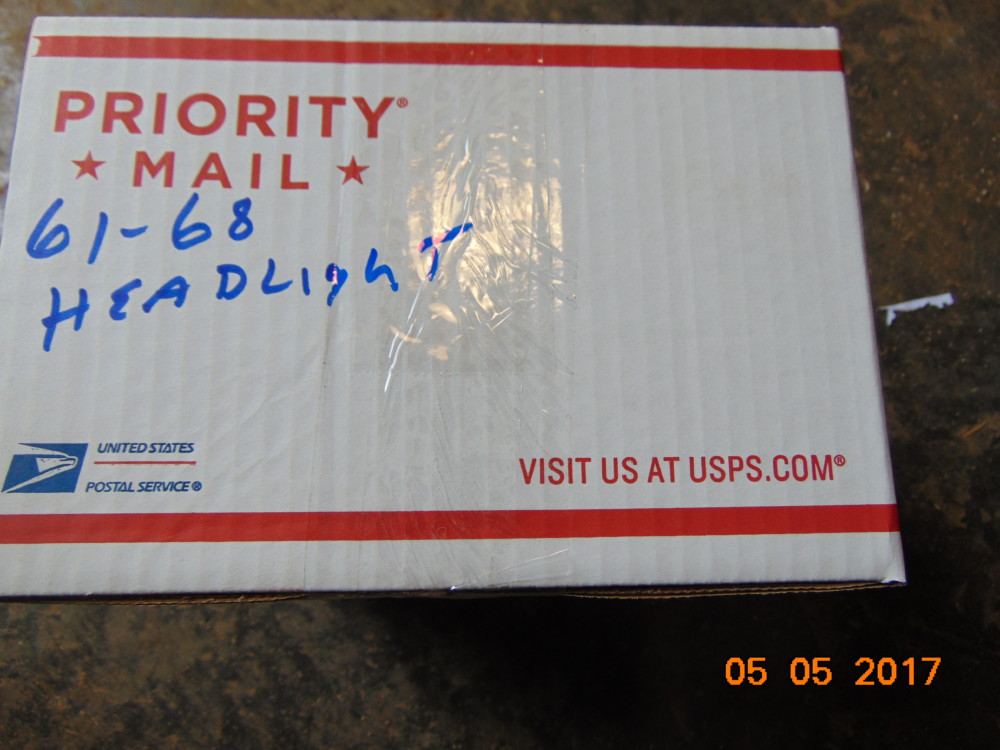 PRIORITY®
★ MAIL ★
61-68
HEADLighT
UNITED STATES
POSTAL SERVICE®
VISIT US AT USPS.COM®
05 05 2017